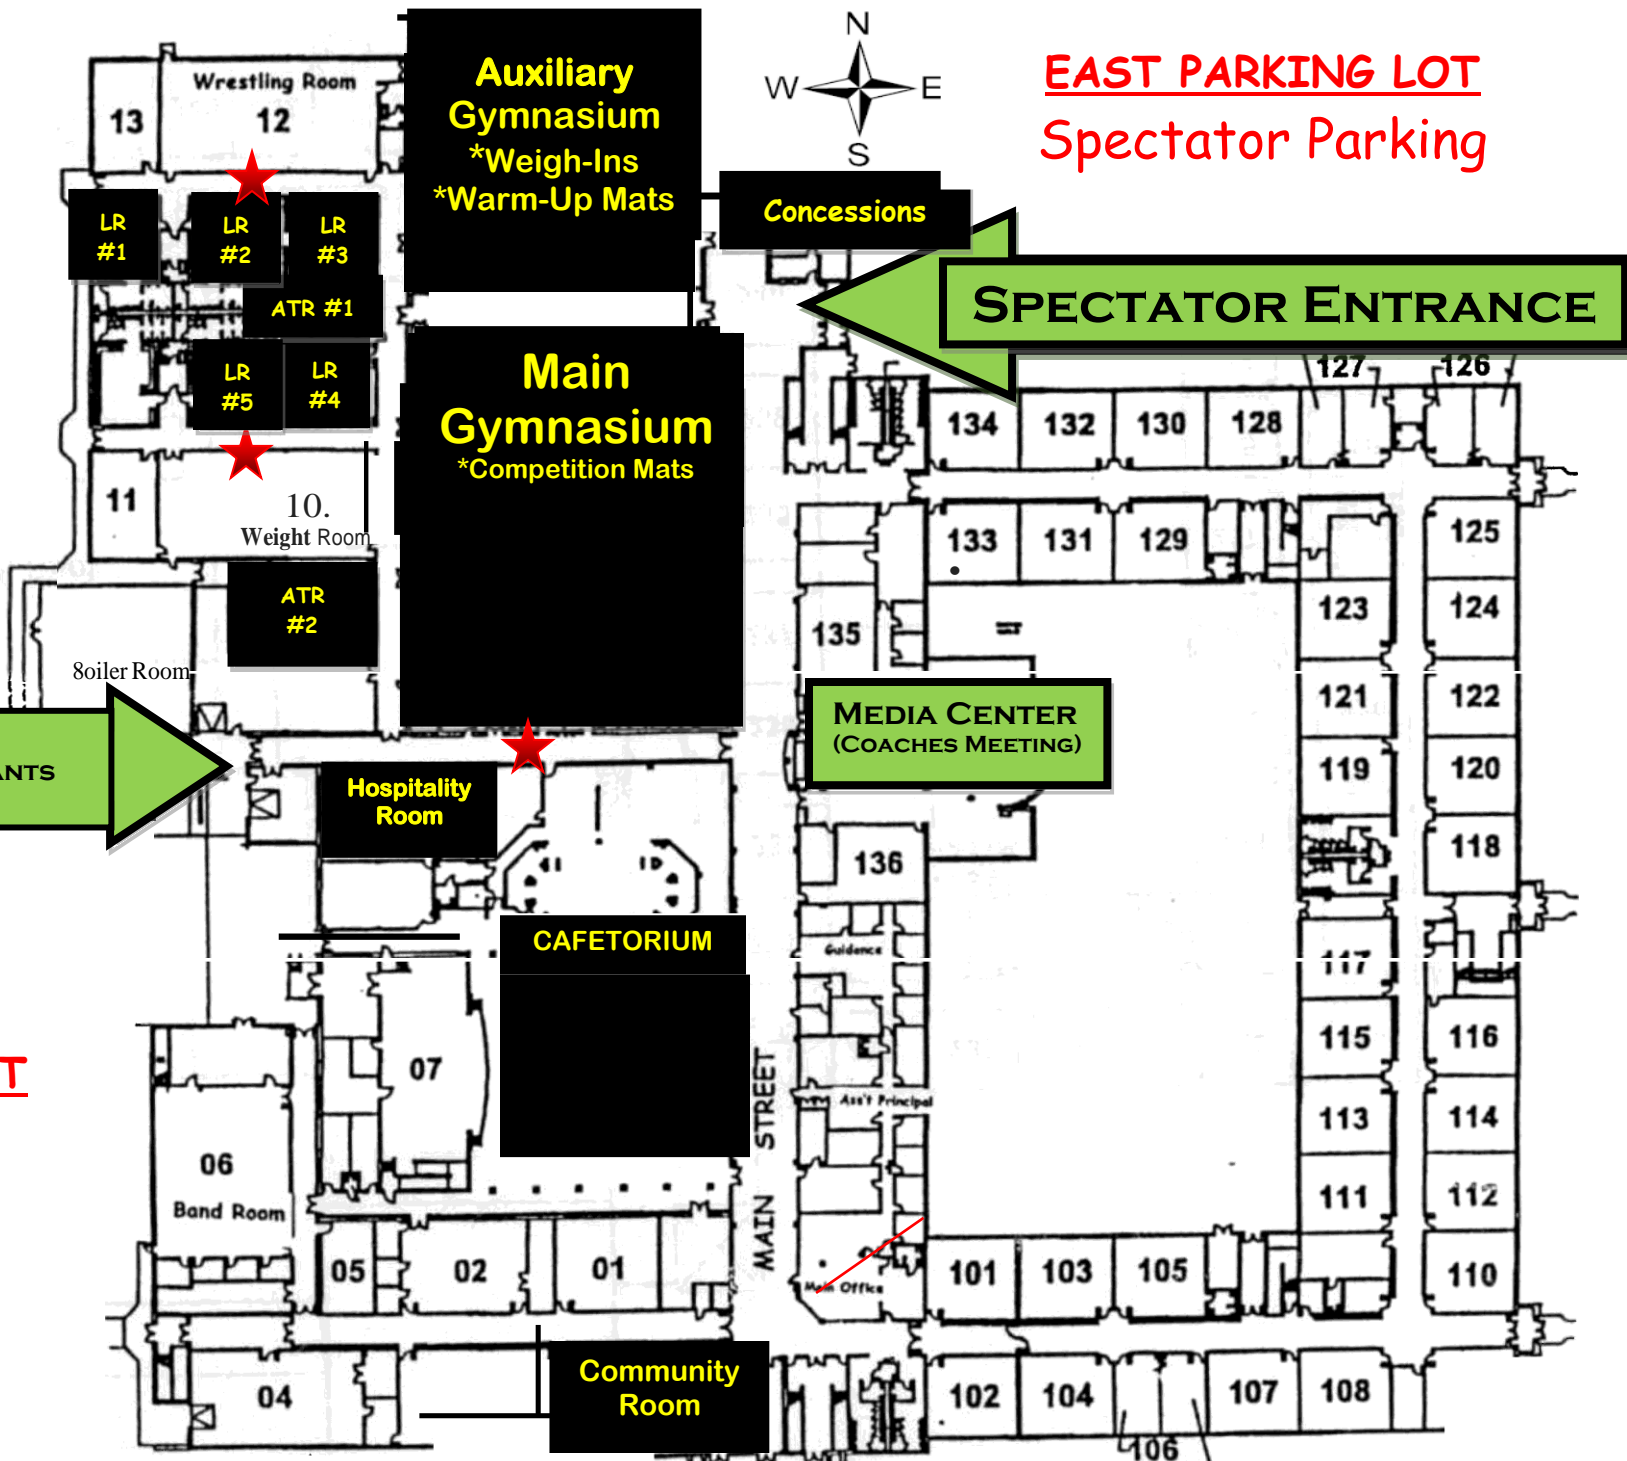 N
W E
S
EAST PARKING LOT
Spectator Parking
Auxiliary
Gymnasium
*Weigh-Ins
*Warm-Up Mats
Wrestling Room
13
12
Concessions
SPECTATOR ENTRANCE
LR
#1
LR
#2
LR
#3
ATR #1
LR
#5
LR
#4
Main
Gymnasium
*Competition Mats
127
126
134
132
130
128
11
10.
Weight Room
133
131
129
125
ATR
#2
135
123
124
8oiler Room
121
122
MEDIA CENTER
(COACHES MEETING)
ANTS
119
120
Hospitality
Room
136
118
CAFETORIUM
Guidance
117
T
07
115
116
MAIN STREET
Ass't Principal
113
114
06
Band Room
111
112
05
02
01
Main Office
101
103
105
110
Community
Room
04
102
104
106
107
108